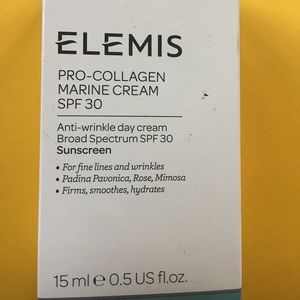 ELEMIS
PRO-COLLAGEN
MARINE CREAM
SPF 30
Anti-wrinkle day cream
Broad Spectrum SPF 30
Sunscreen
• For fine lines and wrinkles
• Padina Pavonica, Rose, Mimosa
• Firms, smoothes, hydrates
15 ml ℮ 0.5 US fl.oz.